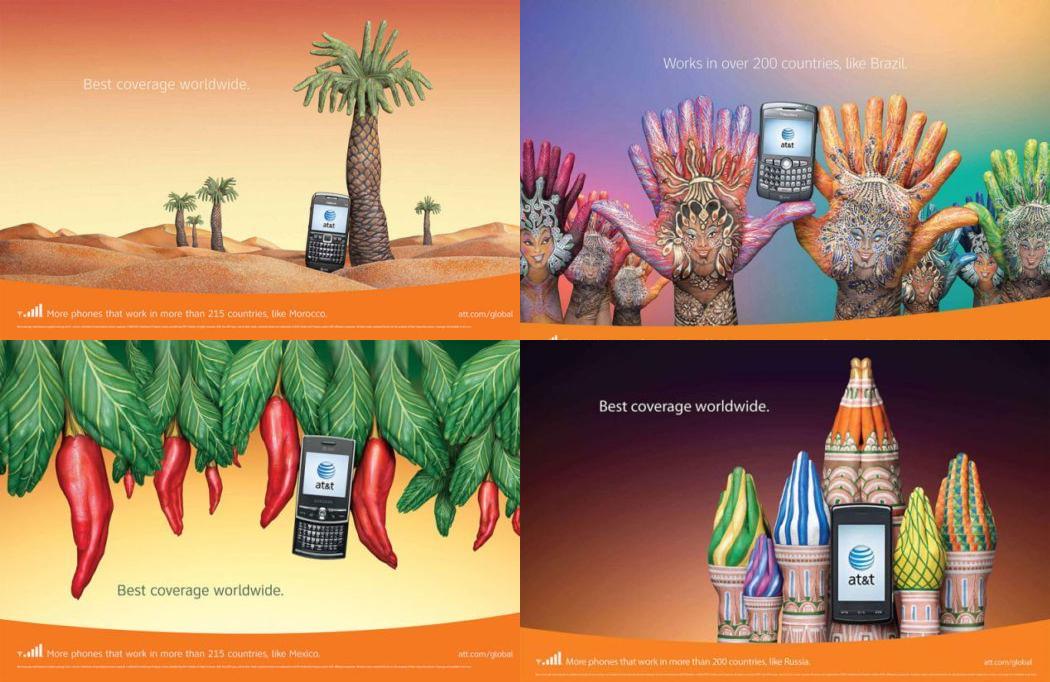 Best coverage worldwide.
at&t
More phones that work in more than 215 countries, like Morocco.
att.com/global
Works in over 200 countries, like Brazil.
at&t
at&t
Best coverage worldwide.
More phones that work in more than 215 countries, like Mexico.
att.com/global
Best coverage worldwide.
at&t
More phones that work in more than 200 countries, like Russia.
att.com/global